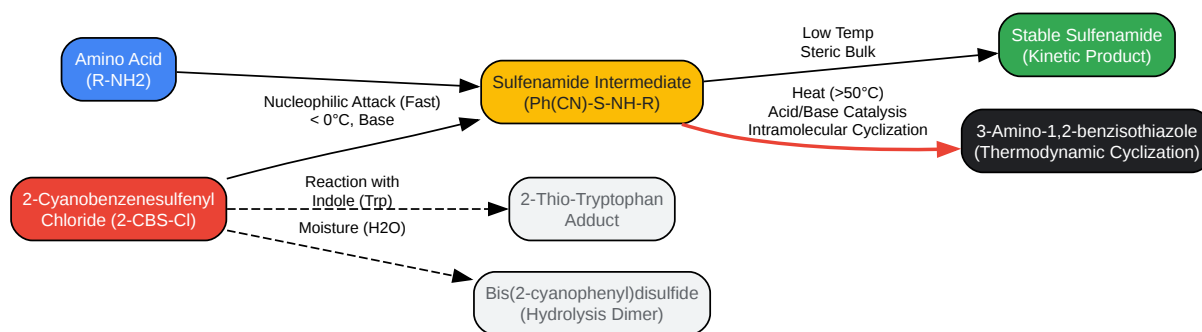 Amino Acid
(R-NH2)
Nucleophilic Attack (Fast)
< 0°C, Base
Sulfenamide Intermediate
(Ph(CN)-S-NH-R)
Low Temp
Steric Bulk
Stable Sulfenamide
(Kinetic Product)
Heat (>50°C)
Acid/Base Catalysis
Intramolecular Cyclization
3-Amino-1,2-benzisothiazole
(Thermodynamic Cyclization)
2-Cyanobenzenesulfenyl
Chloride (2-CBS-Cl)
Reaction with
Indole (Trp)
2-Thio-Tryptophan
Adduct
Moisture (H2O)
Bis(2-cyanophenyl)disulfide
(Hydrolysis Dimer)